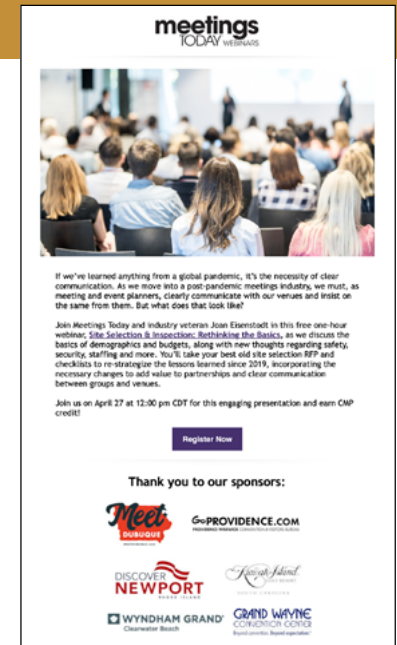 meetings
TODAY WEBINARS
If we've learned anything from a global pandemic, it's the necessity of clear
communication. As we move into a post-pandemic meetings industry, we must, as
meeting and event planners, clearly communicate with our venues and insist on
the same from them. But what does that look like?
Join Meetings Today and industry veteran Joan Eisenstodt in this free one-hour
webinar, Site Selection & Inspection: Rethinking the Basics, as we discuss the
basics of demographics and budgets, along with new thoughts regarding safety,
security, staffing and more. You'll take your best old site selection RFP and
checklists to re-strategize the lessons learned since 2019, incorporating the
necessary changes to add value to partnerships and clear communication
between groups and venues.
Join us on April 27 at 12:00 pm CDT for this engaging presentation and earn CMP
credit!
Register Now
Thank you to our sponsors:
Meet
DUBUQUE
GoPROVIDENCE.COM
PROVIDENCE WARWICK CONVENTION & VISITORS BUREAU
DISCOVER
NEWPORT
RHODE ISLAND
Kiawah Island
GOLF RESORT
SOUTH CAROLINA
WYNDHAM GRAND
Clearwater Beach
GRAND WAYNE
CONVENTION CENTER
Beyond convention. Beyond expectation.